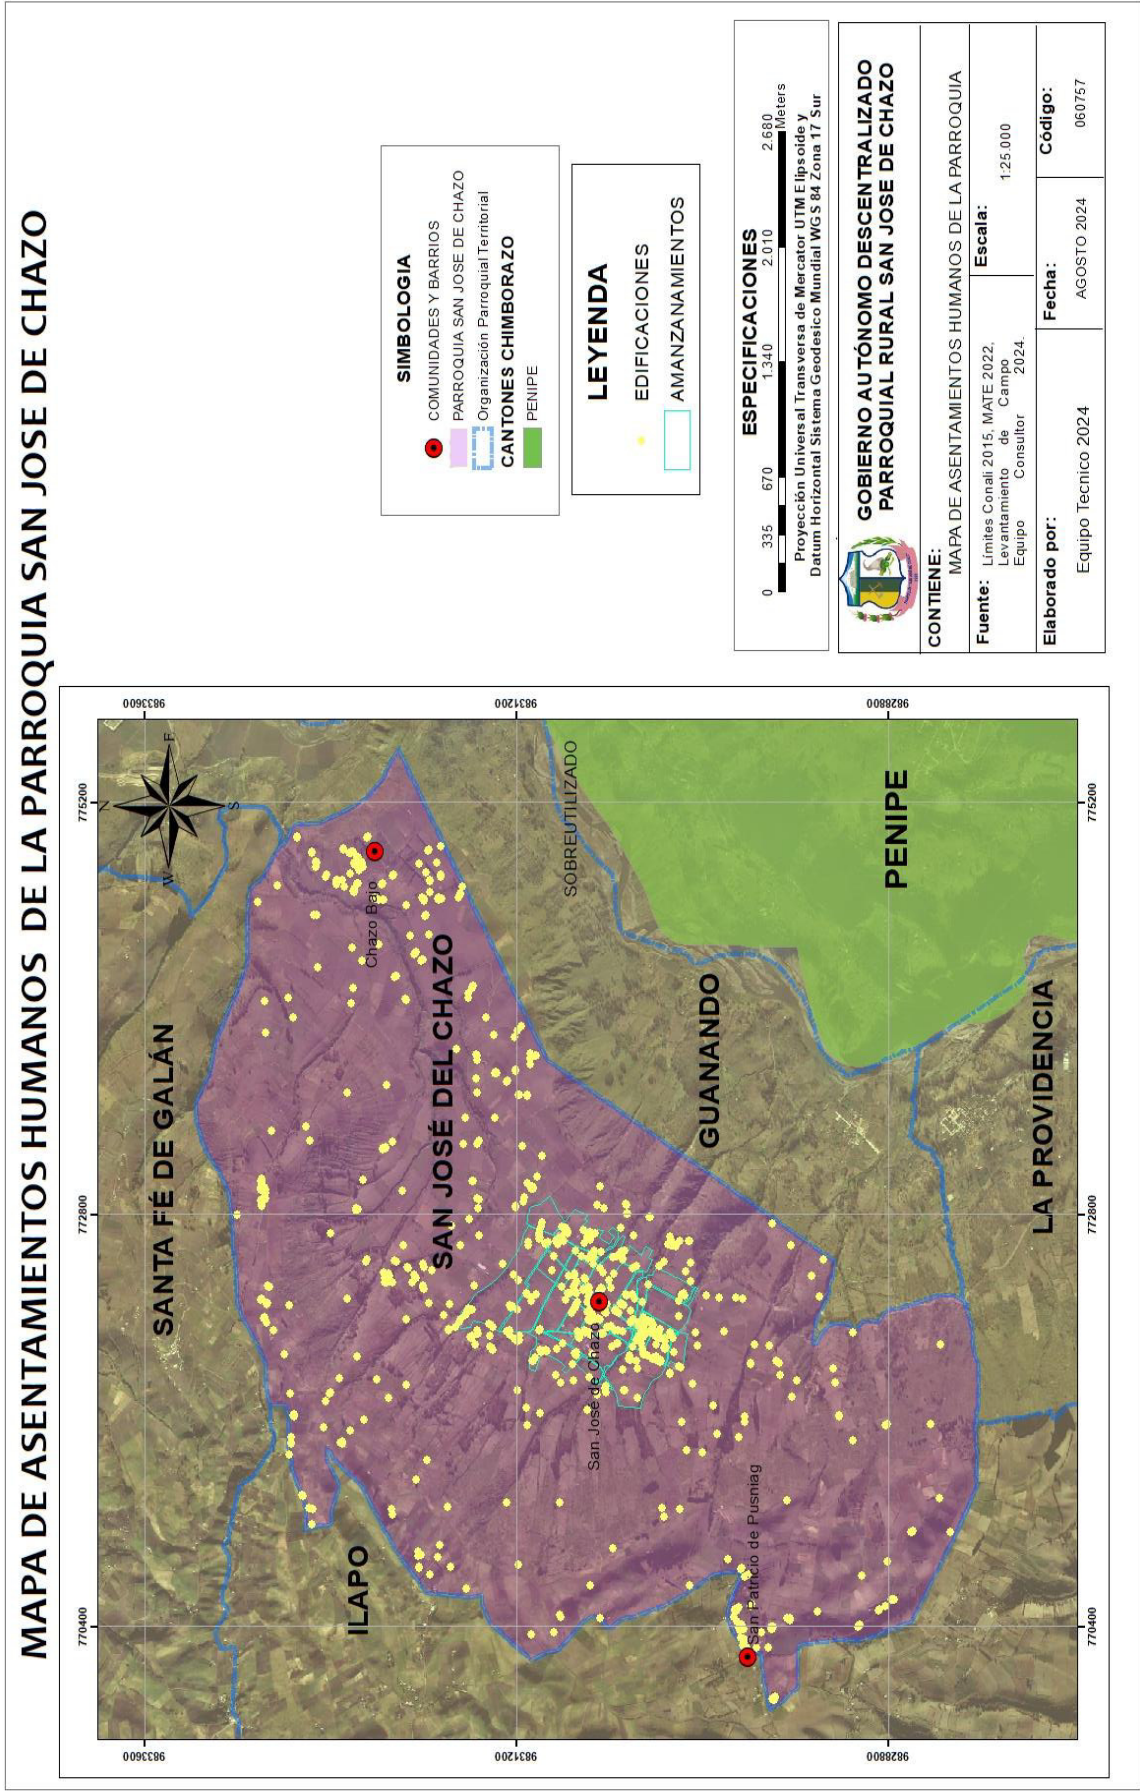 MAPA DE ASENTAMIENTOS HUMANOS DE LA PARROQUIA SAN JOSE DE CHAZO
770400
772800
775200
9833600
9831200
9828800
9833600
9831200
9828800
770400
772800
775200
N
S
W
E
SANTA FÉ DE GALÁN
ILAPO
SAN JOSÉ DEL CHAZO
Chazo Bajo
SOBREUTILIZADO
San José de Chazo
GUANANDO
San Patricio de Pusniag
PENIPE
LA PROVIDENCIA
SIMBOLOGIA
COMUNIDADES Y BARRIOS
PARROQUIA SAN JOSE DE CHAZO
Organización Parroquial Territorial
CANTONES CHIMBORAZO
PENIPE
LEYENDA
EDIFICACIONES
AMANZANAMIENTOS
ESPECIFICACIONES
0 335 670 1.340 2.010 2.680
Meters
Proyección Universal Transversa de Mercator UTM Elipsoide y
Datum Horizontal Sistema Geodesico Mundial WGS 84 Zona 17 Sur
GOBIERNO AUTÓNOMO DESCENTRALIZADO
PARROQUIAL RURAL SAN JOSE DE CHAZO
CONTIENE:
MAPA DE ASENTAMIENTOS HUMANOS DE LA PARROQUIA
Fuente: Límites Conali 2015, MATE 2022,
Levantamiento de Campo
Equipo Consultor 2024.
Escala:
1:25.000
Elaborado por:
Equipo Tecnico 2024
Fecha:
AGOSTO 2024
Código:
060757